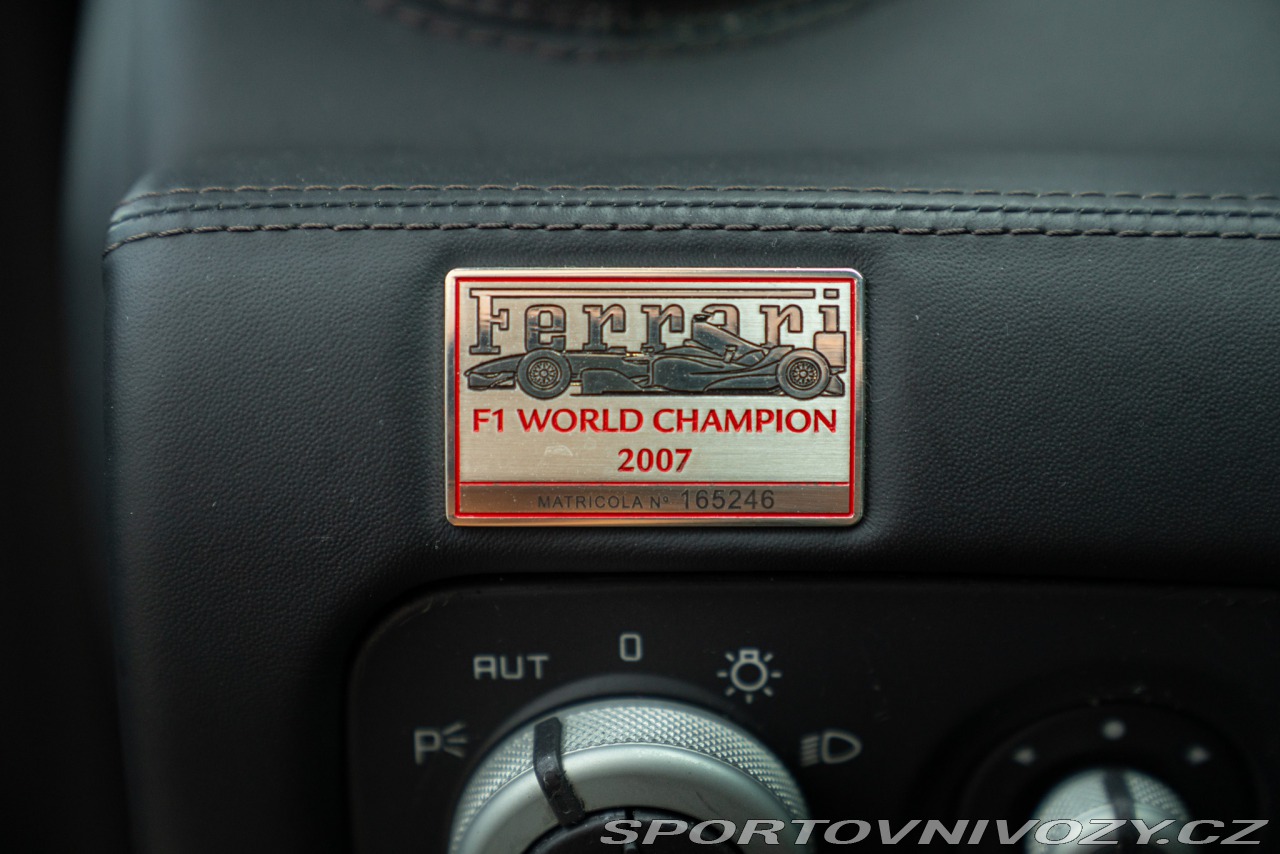 Ferrari
F1 WORLD CHAMPION
2007
MATRICOLA Nº 165246
0
AUT
P
SPORTOVNIVOZY.CZ